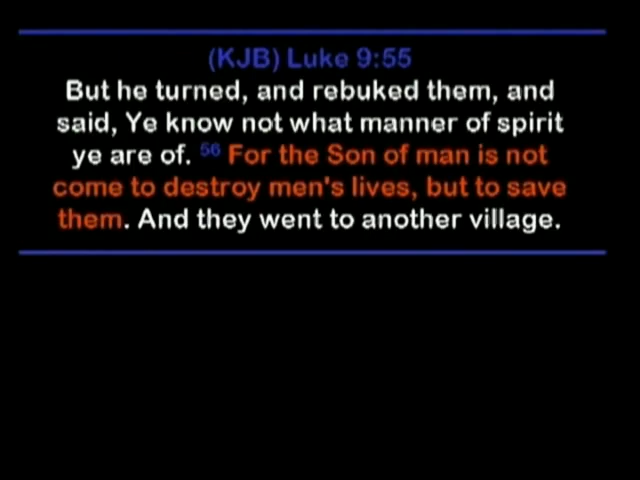 (KJB) Luke 9:55
But he turned, and rebuked them, and
said, Ye know not what manner of spirit
ye are of. 56 For the Son of man is not
come to destroy men's lives, but to save
them. And they went to another village.